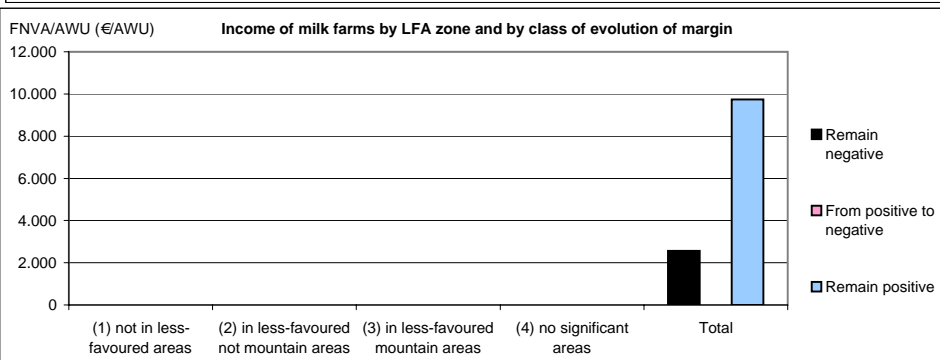 FNVA/AWU (€/AWU)
Income of milk farms by LFA zone and by class of evolution of margin
12.000
10.000
8.000
6.000
4.000
2.000
0
(1) not in less-
favoured areas
(2) in less-favoured
not mountain areas
(3) in less-favoured
mountain areas
(4) no significant
areas
Total
Remain
negative
From positive to
negative
Remain positive